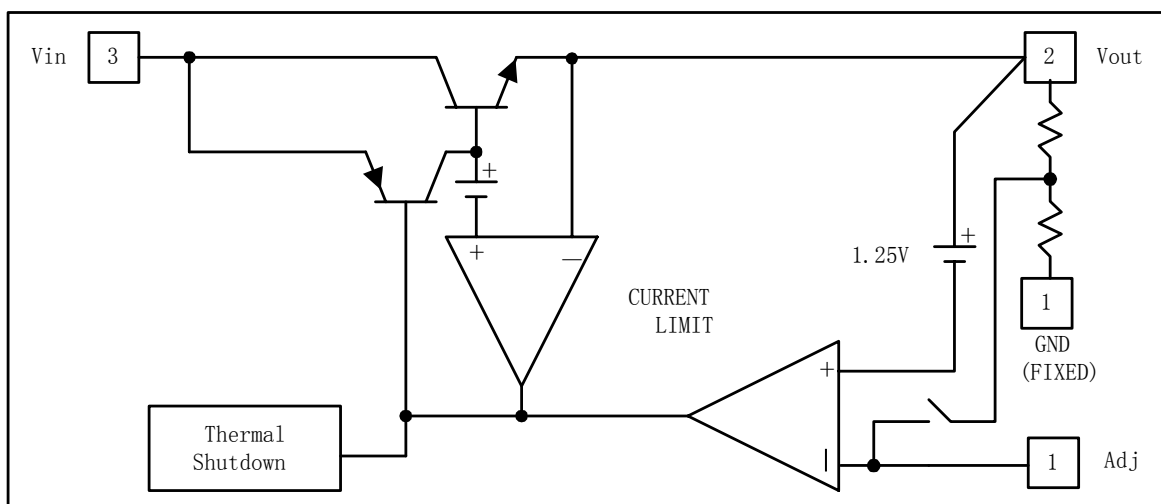 Vin
3
2
Vout
+
+
—
+
1.25V
1
GND
(FIXED)
CURRENT
LIMIT
+
Thermal
Shutdown
—
1
Adj